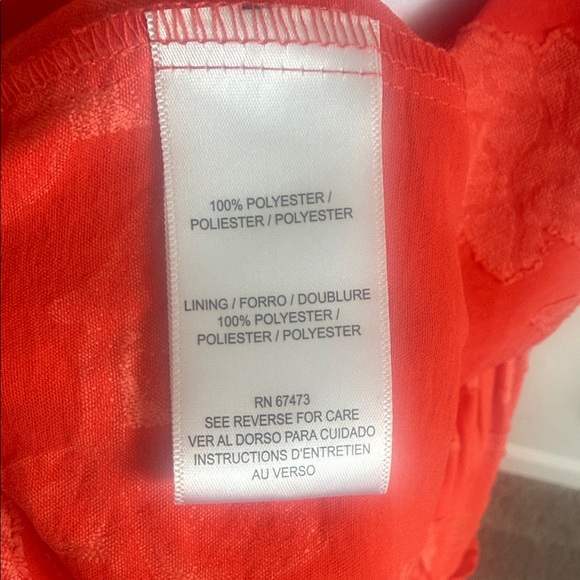 100% POLYESTER /
POLIESTER / POLYESTER
LINING / FORRO / DOUBLURE
100% POLYESTER /
POLIESTER / POLYESTER
RN 67473
SEE REVERSE FOR CARE
VER AL DORSO PARA CUIDADO
INSTRUCTIONS D'ENTRETIEN
AU VERSO